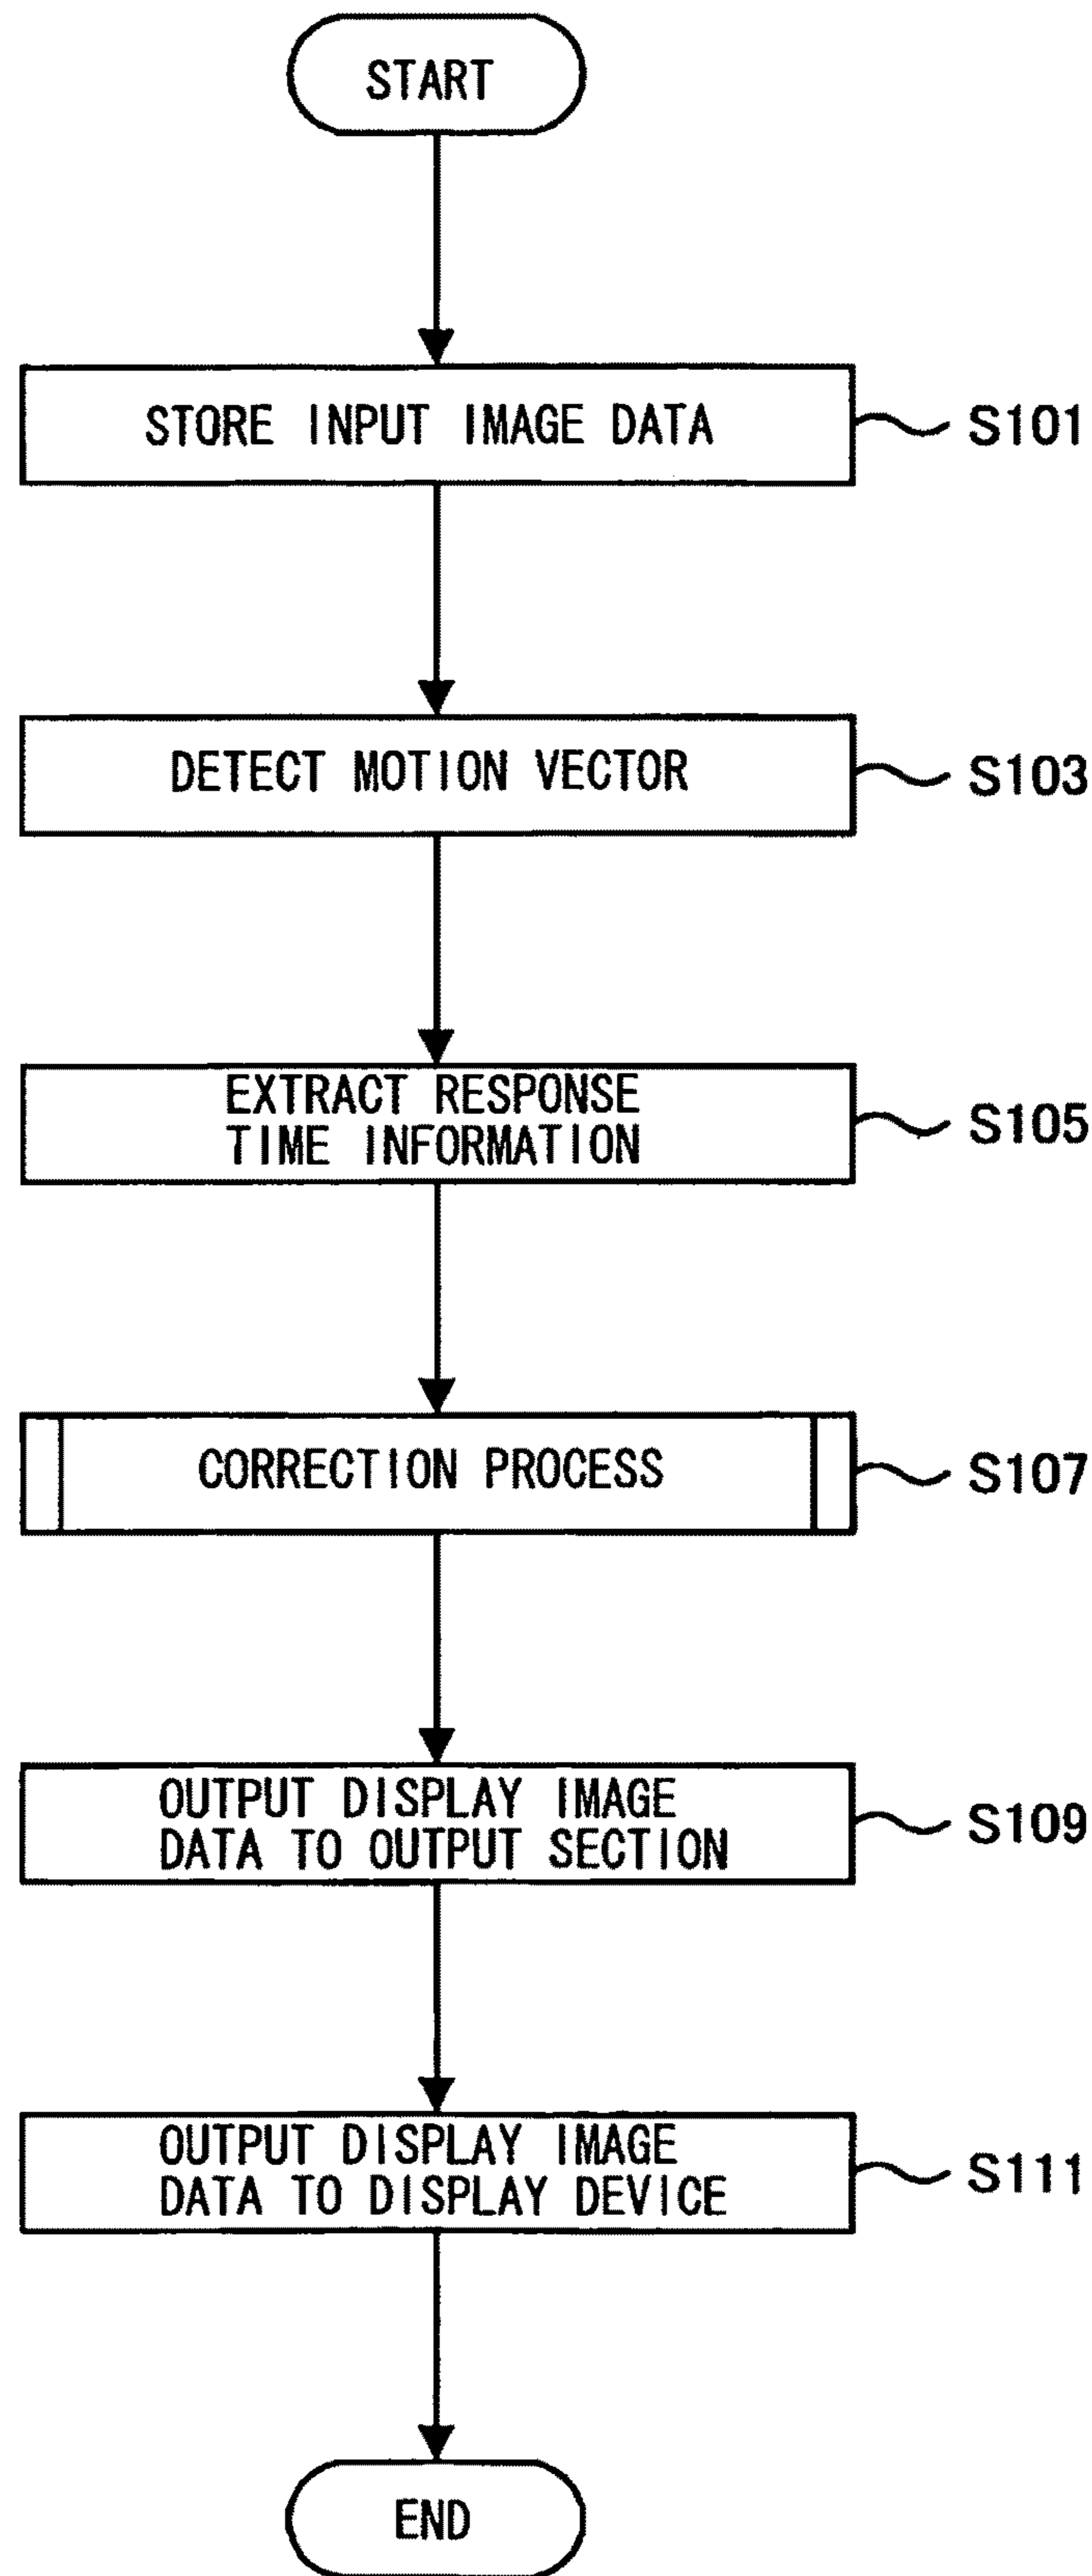 START
STORE INPUT IMAGE DATA
S101
DETECT MOTION VECTOR
S103
EXTRACT RESPONSE
TIME INFORMATION
S105
CORRECTION PROCESS
S107
OUTPUT DISPLAY IMAGE
DATA TO OUTPUT SECTION
S109
OUTPUT DISPLAY IMAGE
DATA TO DISPLAY DEVICE
S111
END